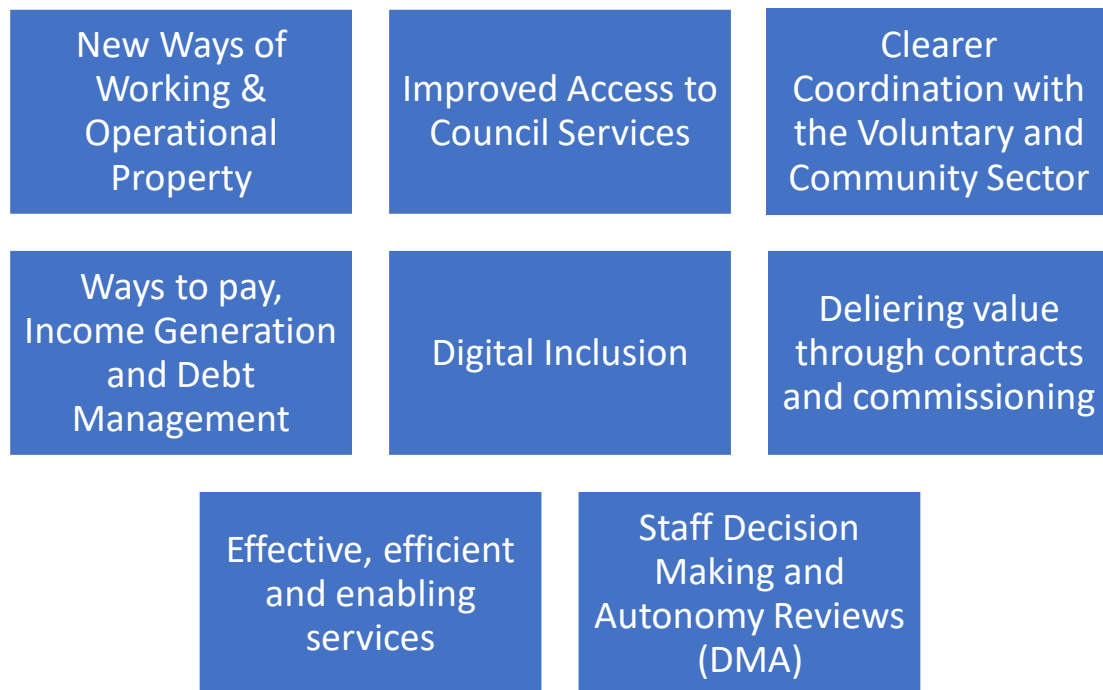 New Ways of
Working &
Operational
Property
Improved Access to
Council Services
Clearer
Coordination with
the Voluntary and
Community Sector
Ways to pay,
Income Generation
and Debt
Management
Digital Inclusion
Deliering value
through contracts
and commissioning
Effective, efficient
and enabling
services
Staff Decision
Making and
Autonomy Reviews
(DMA)